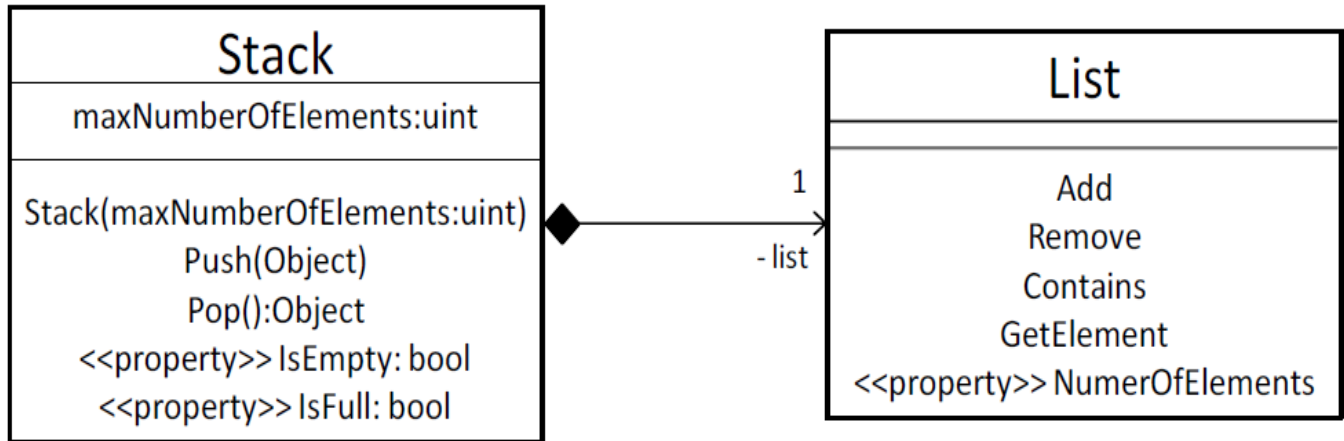 Stack
maxNumberOfElements:uint
Stack(maxNumberOfElements:uint)
Push(Object)
Pop():Object
<<property>> IsEmpty: bool
<<property>> IsFull: bool
1
- list
List
Add
Remove
Contains
GetElement
<<property>> NumerOfElements